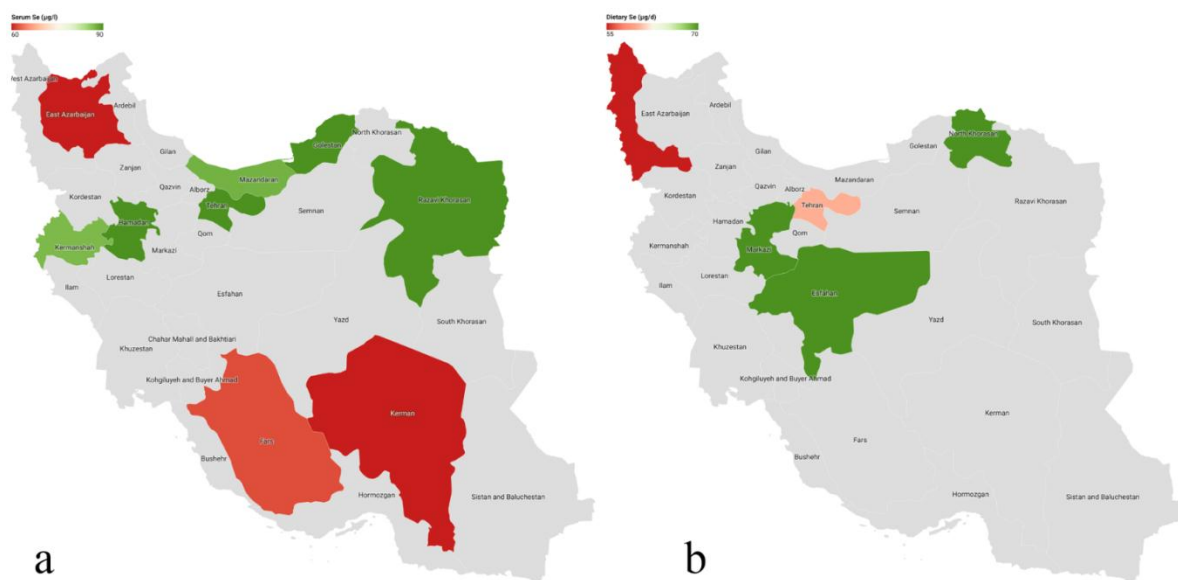 Serum Se (µg/l)
60 90
West Azarbaijan
East Azarbaijan
Ardebil
Gilan
Zanjan
North Khorasan
Golestan
Mazandaran
Qazvin
Alborz
Tehran
Kordestan
Semnan
Razavi Khorasan
Hamadan
Qom
Kermanshah
Markazi
Lorestan
Ilam
Esfahan
Yazd
South Khorasan
Chahar Mahall and Bakhtiari
Khuzestan
Kohgiluyeh and Buyer Ahmad
Kerman
Fars
Bushehr
Hormozgan
Sistan and Baluchestan
a
Dietary Se (µg/d)
55 70
East Azarbaijan
Ardebil
Gilan
Zanjan
North Khorasan
Golestan
Mazandaran
Qazvin
Alborz
Tehran
Kordestan
Semnan
Razavi Khorasan
Hamadan
Qom
Kermanshah
Markazi
Lorestan
Ilam
Esfahan
Yazd
South Khorasan
Khuzestan
Kohgiluyeh and Buyer Ahmad
Kerman
Fars
Bushehr
Hormozgan
Sistan and Baluchestan
b